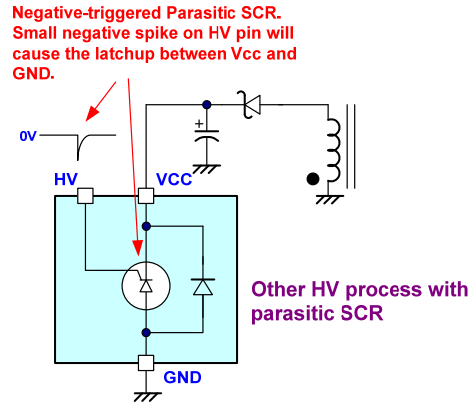 Negative-triggered Parasitic SCR.
Small negative spike on HV pin will
cause the latchup between Vcc and
GND.
0V
+
HV
VCC
Other HV process with
parasitic SCR
GND